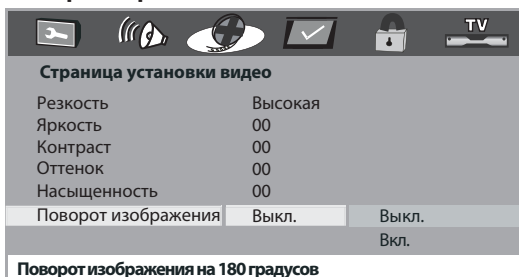 TV
Страница установки видео
Резкость Высокая
Яркость 00
Контраст 00
Оттенок 00
Насыщенность 00
Поворот изображения Выкл. Выкл.
Вкл.
Поворот изображения на 180 градусов